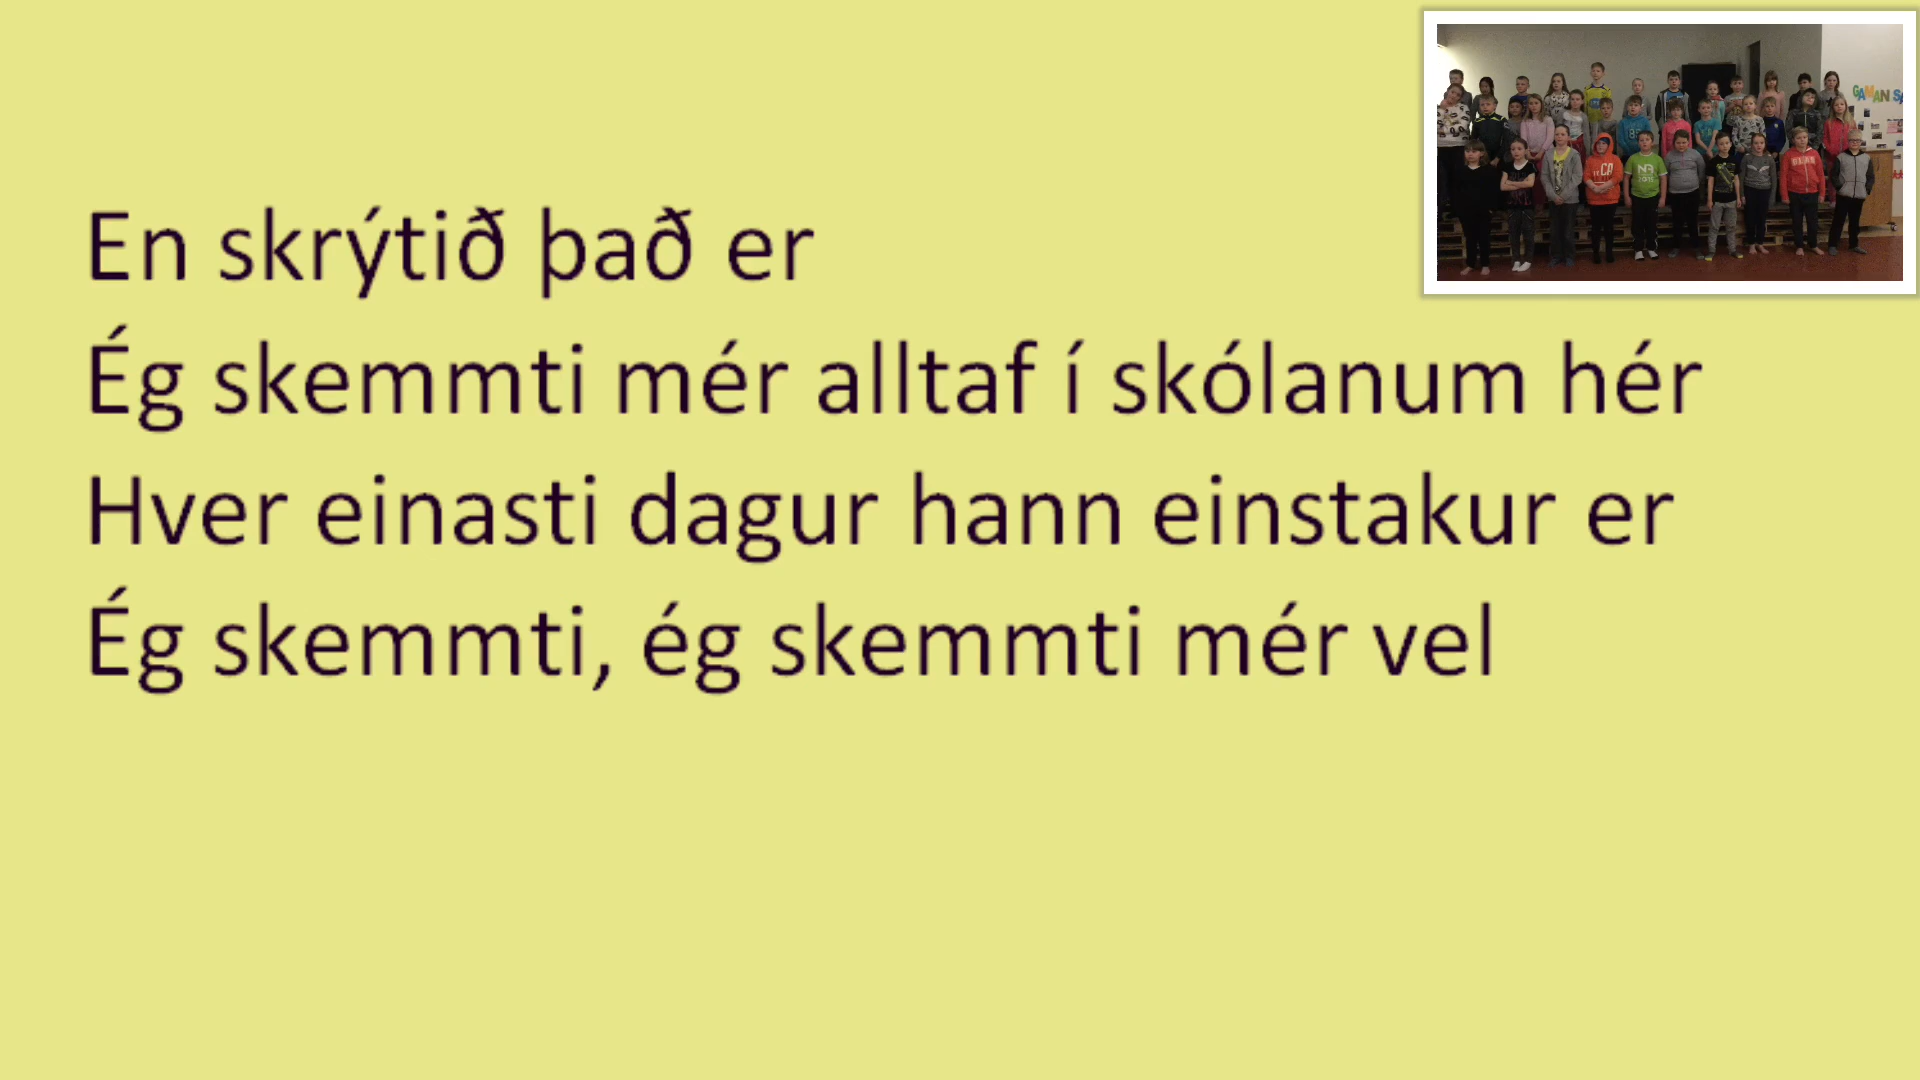 En skrýtið það er
Ég skemmti mér alltaf í skólanum hér
Hver einasti dagur hann einstakur er
Ég skemmti, ég skemmti mér vel
GAMAN